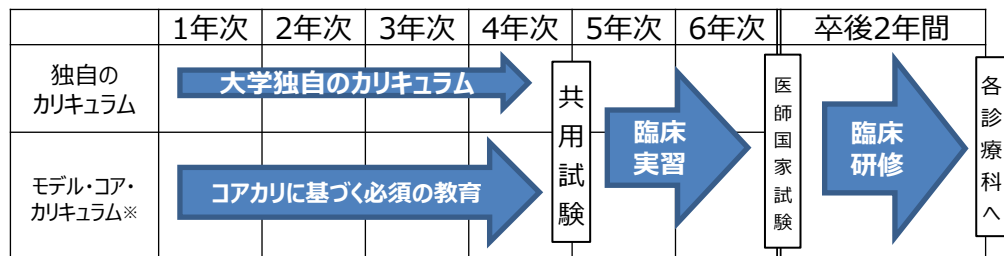 1年次 2年次 3年次 4年次 5年次 6年次 卒後2年間
独自の
カリキュラム
大学独自のカリキュラム
モデル・コア・
カリキュラム※
コアカリに基づく必須の教育
共用試験
臨床
実習
医師国家試験
臨床
研修
各診療科へ